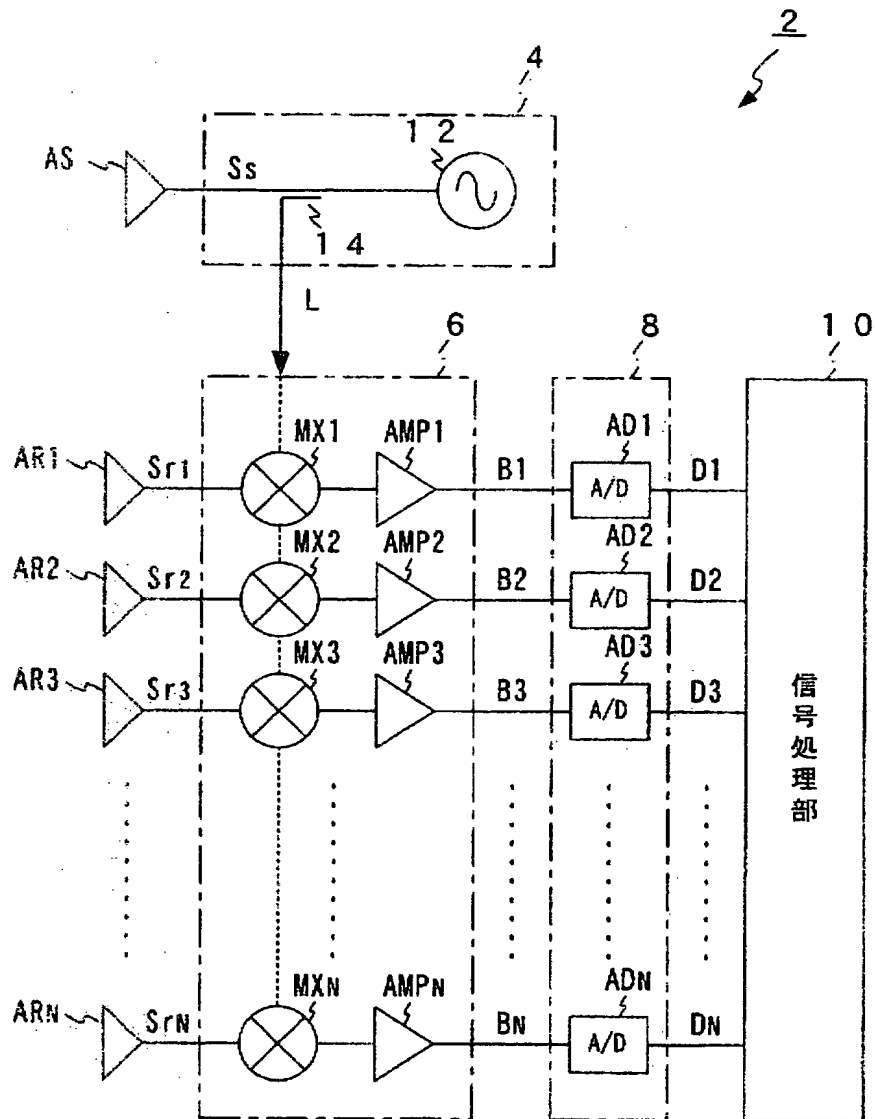 2
4
1 2
AS
Ss
1 4
L
6
8
1 0
MX1
AMP1
AD1
AR1
Sr1
B1
A/D
D1
MX2
AMP2
AD2
AR2
Sr2
B2
A/D
D2
MX3
AMP3
AD3
AR3
Sr3
B3
A/D
D3
信号処理部
MXN
AMPN
ADN
ARN
SrN
BN
A/D
DN